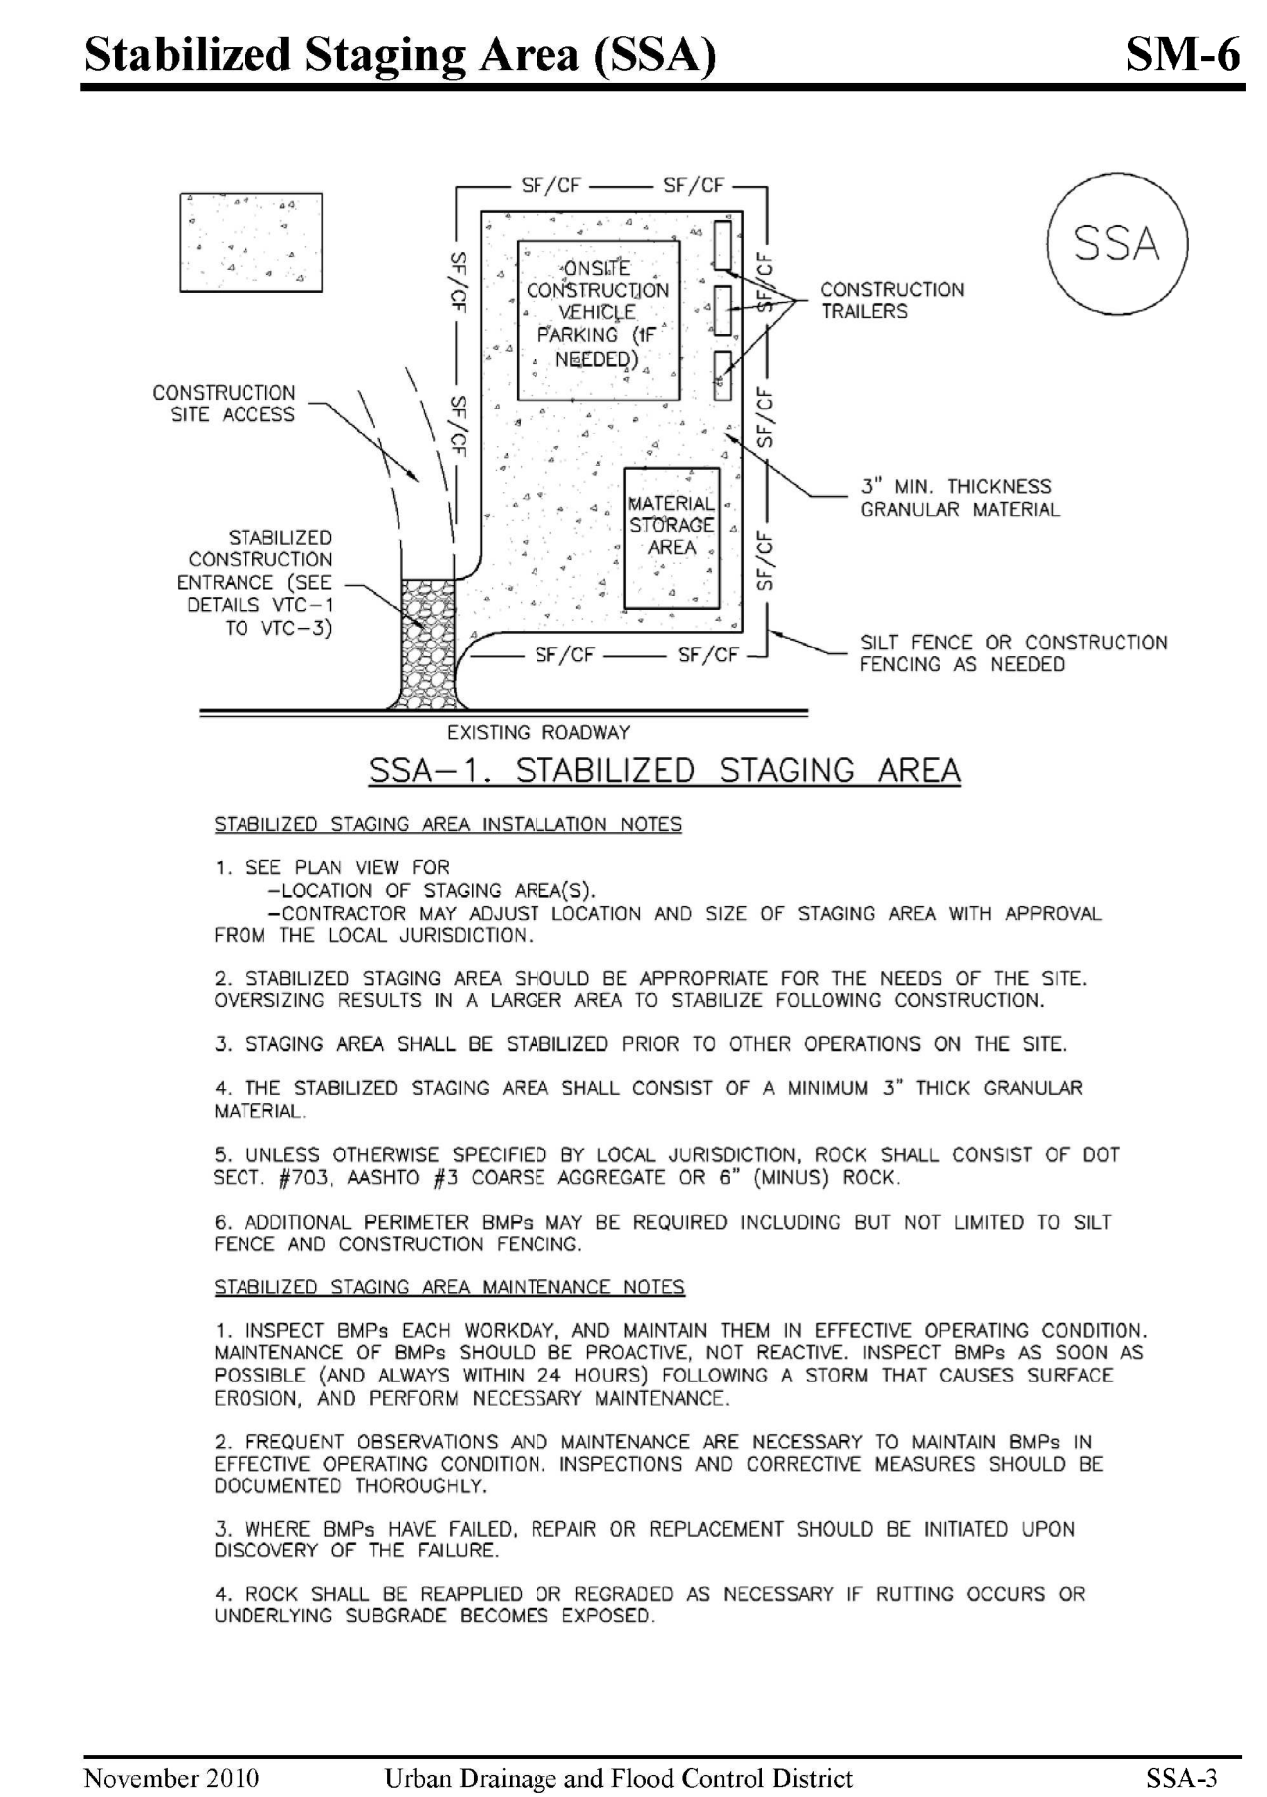 Stabilized Staging Area (SSA) SM-6
SF/CF SF/CF
SSA
SF/CF
SF/CF
ONSITE
CONSTRUCTION
VEHICLE
PARKING (IF
NEEDED)
CONSTRUCTION
TRAILERS
CONSTRUCTION
SITE ACCESS
SF/CF
SF/CF
3" MIN. THICKNESS
GRANULAR MATERIAL
MATERIAL
STORAGE
AREA
STABILIZED
CONSTRUCTION
ENTRANCE (SEE
DETAILS VTC-1
TO VTC-3)
SF/CF
SILT FENCE OR CONSTRUCTION
FENCING AS NEEDED
SF/CF SF/CF
EXISTING ROADWAY
SSA-1. STABILIZED STAGING AREA
STABILIZED STAGING AREA INSTALLATION NOTES
1. SEE PLAN VIEW FOR
-LOCATION OF STAGING AREA(S).
-CONTRACTOR MAY ADJUST LOCATION AND SIZE OF STAGING AREA WITH APPROVAL
FROM THE LOCAL JURISDICTION.
2. STABILIZED STAGING AREA SHOULD BE APPROPRIATE FOR THE NEEDS OF THE SITE.
OVERSIZING RESULTS IN A LARGER AREA TO STABILIZE FOLLOWING CONSTRUCTION.
3. STAGING AREA SHALL BE STABILIZED PRIOR TO OTHER OPERATIONS ON THE SITE.
4. THE STABILIZED STAGING AREA SHALL CONSIST OF A MINIMUM 3" THICK GRANULAR
MATERIAL.
5. UNLESS OTHERWISE SPECIFIED BY LOCAL JURISDICTION, ROCK SHALL CONSIST OF DOT
SECT. #703, AASHTO #3 COARSE AGGREGATE OR 6" (MINUS) ROCK.
6. ADDITIONAL PERIMETER BMPs MAY BE REQUIRED INCLUDING BUT NOT LIMITED TO SILT
FENCE AND CONSTRUCTION FENCING.
STABILIZED STAGING AREA MAINTENANCE NOTES
1. INSPECT BMPs EACH WORKDAY, AND MAINTAIN THEM IN EFFECTIVE OPERATING CONDITION.
MAINTENANCE OF BMPs SHOULD BE PROACTIVE, NOT REACTIVE. INSPECT BMPs AS SOON AS
POSSIBLE (AND ALWAYS WITHIN 24 HOURS) FOLLOWING A STORM THAT CAUSES SURFACE
EROSION, AND PERFORM NECESSARY MAINTENANCE.
2. FREQUENT OBSERVATIONS AND MAINTENANCE ARE NECESSARY TO MAINTAIN BMPs IN
EFFECTIVE OPERATING CONDITION. INSPECTIONS AND CORRECTIVE MEASURES SHOULD BE
DOCUMENTED THOROUGHLY.
3. WHERE BMPs HAVE FAILED, REPAIR OR REPLACEMENT SHOULD BE INITIATED UPON
DISCOVERY OF THE FAILURE.
4. ROCK SHALL BE REAPPLIED OR REGRADED AS NECESSARY IF RUTTING OCCURS OR
UNDERLYING SUBGRADE BECOMES EXPOSED.
November 2010 Urban Drainage and Flood Control District SSA-3